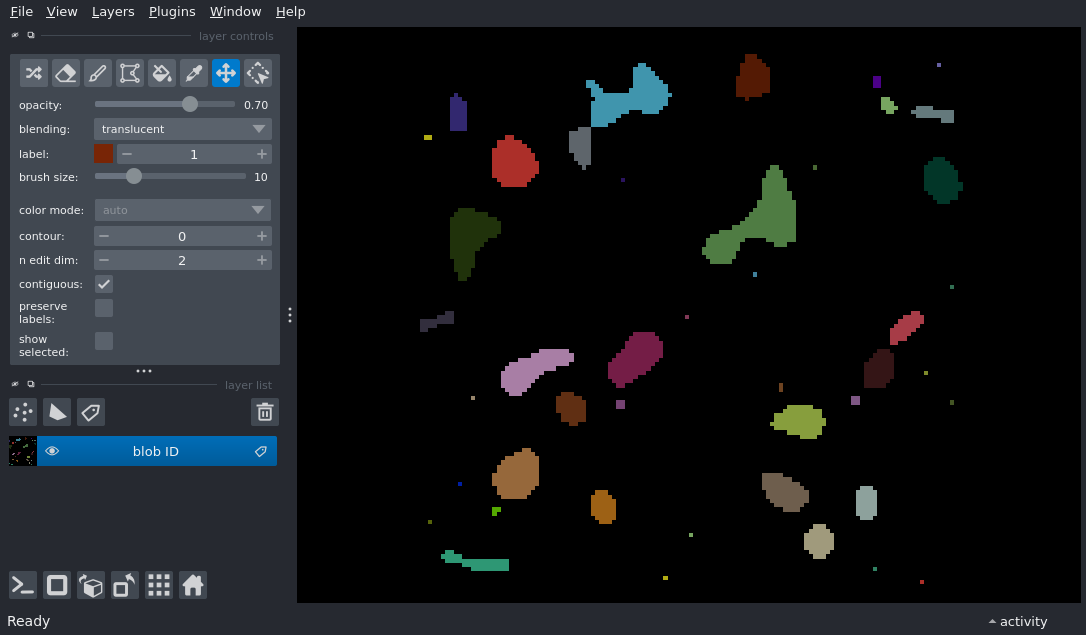 File View Layers Plugins Window Help
layer controls
opacity: 0.70
blending: translucent
label: 1
brush size: 10
color mode: auto
contour: 0
n edit dim: 2
contiguous:
preserve
labels:
show
selected:
layer list
blob ID
Ready activity